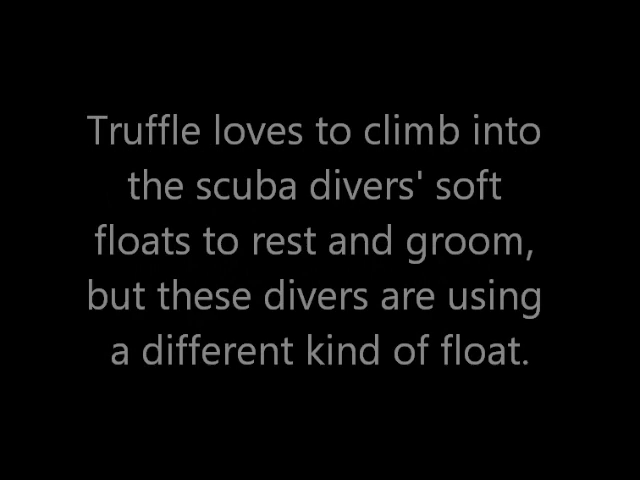 Truffle loves to climb into
the scuba divers' soft
floats to rest and groom,
but these divers are using
a different kind of float.